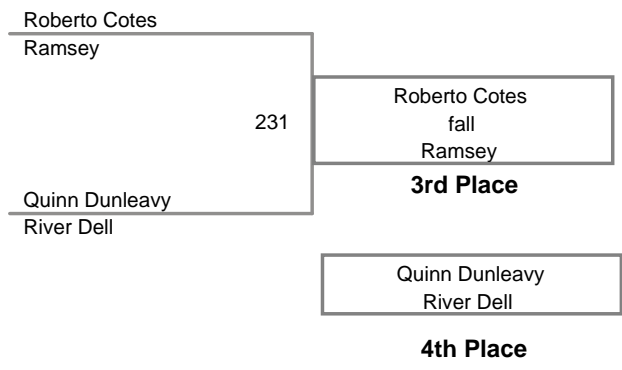 Roberto Cotes
Ramsey
231
Roberto Cotes
fall
Ramsey
3rd Place
Quinn Dunleavy
River Dell
Quinn Dunleavy
River Dell
4th Place